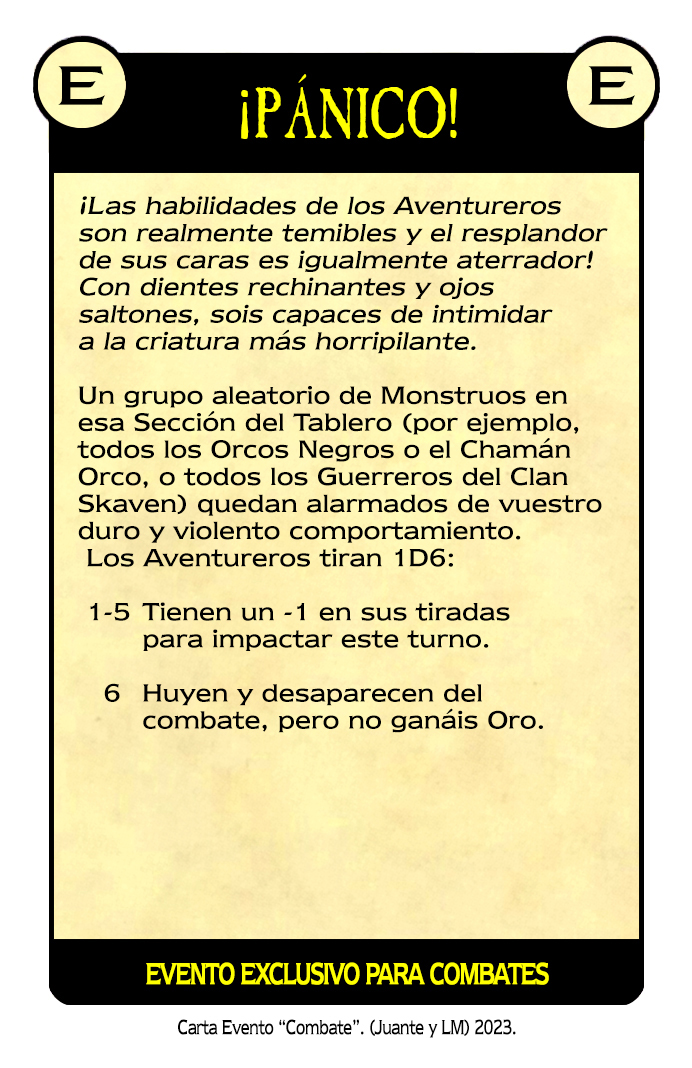 E
¡PÁNICO!
E
¡Las habilidades de los Aventureros
son realmente temibles y el resplandor
de sus caras es igualmente aterrador!
Con dientes rechinantes y ojos
saltones, sois capaces de intimidar
a la criatura más horripilante.
Un grupo aleatorio de Monstruos en
esa Sección del Tablero (por ejemplo,
todos los Orcos Negros o el Chamán
Orco, o todos los Guerreros del Clan
Skaven) quedan alarmados de vuestro
duro y violento comportamiento.
Los Aventureros tiran 1D6:
1-5 Tienen un -1 en sus tiradas
para impactar este turno.
6 Huyen y desaparecen del
combate, pero no ganáis Oro.
EVENTO EXCLUSIVO PARA COMBATES
Carta Evento “Combate”. (Juante y LM) 2023.